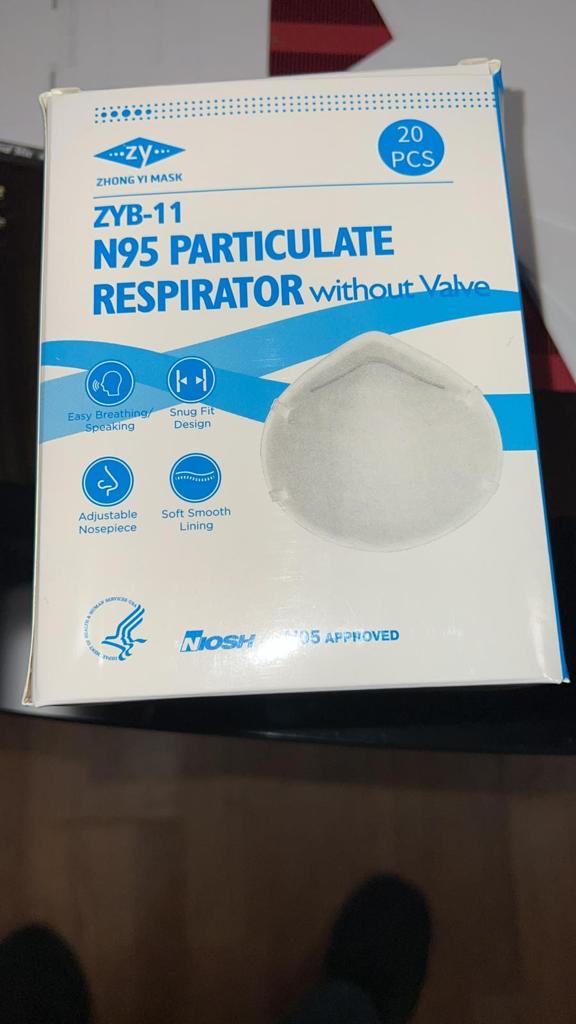 zy
20
PCS
ZHONG YI MASK
ZYB-11
N95 PARTICULATE
RESPIRATOR without Valve
Easy Breathing/
Speaking
Snug Fit
Design
Adjustable
Nosepiece
Soft Smooth
Lining
NIOSH N95 APPROVED